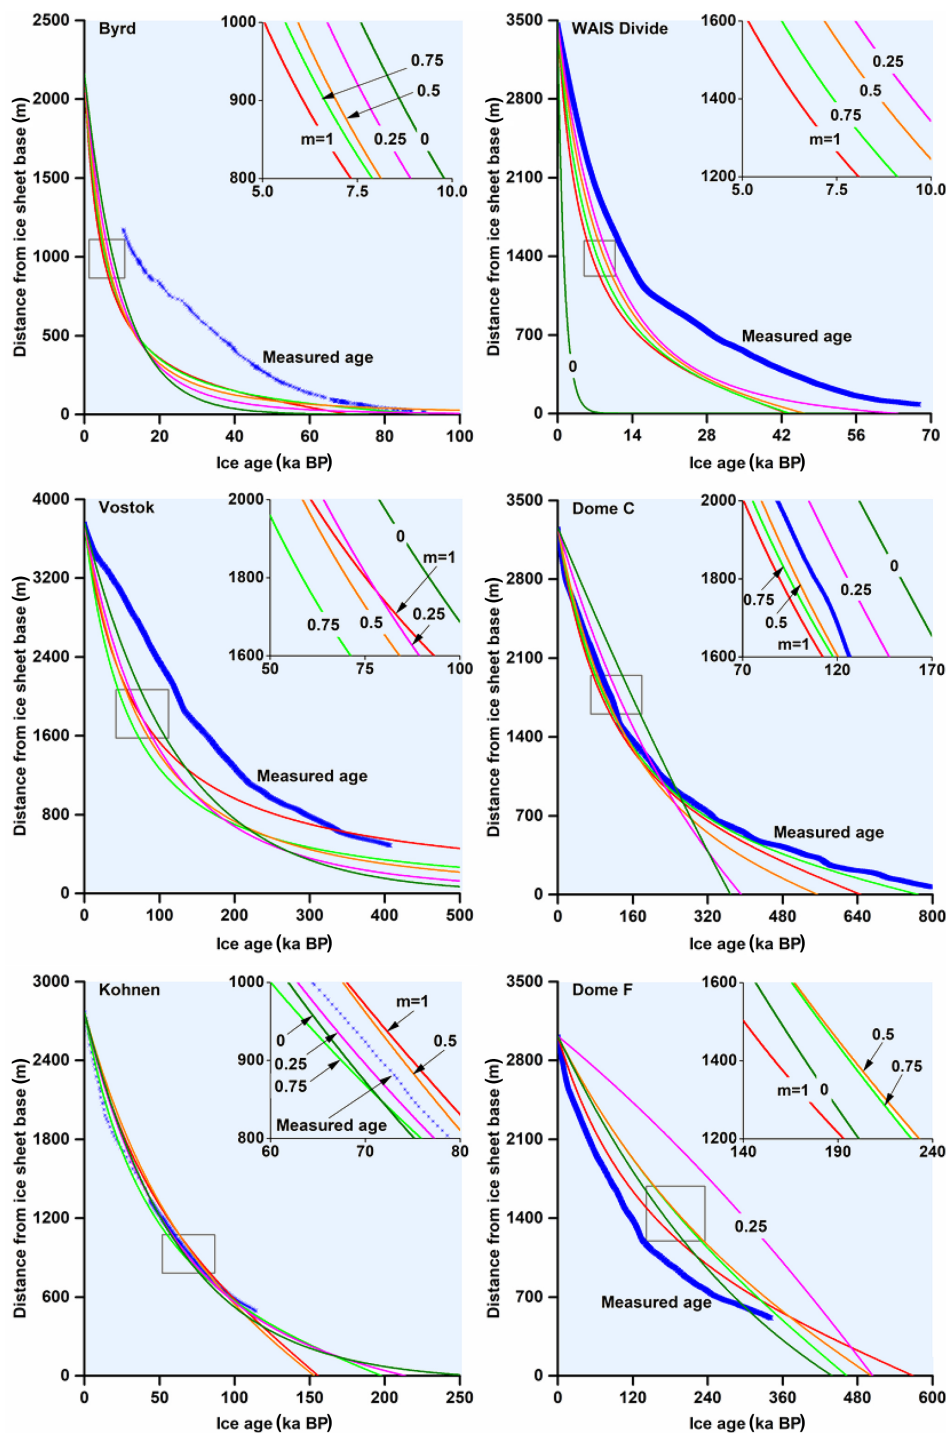 Byrd
Distance from ice sheet base (m)
2500
2000
1500
1000
500
0
0 20 40 60 80 100
Ice age (ka BP)
Measured age
1000
900
800
5.0 7.5 10.0
0.75
0.5
m=1 0.25 0
WAIS Divide
Distance from ice sheet base (m)
3500
2800
2100
1400
700
0
0 14 28 42 56 70
Ice age (ka BP)
Measured age
0
1600
1400
1200
5.0 7.5 10.0
0.25
0.5
0.75
m=1
Vostok
Distance from ice sheet base (m)
4000
3200
2400
1600
800
0
0 100 200 300 400 500
Ice age (ka BP)
Measured age
2000
1800
1600
50 75 100
0
m=1
0.25
0.75 0.5
Dome C
Distance from ice sheet base (m)
3500
2800
2100
1400
700
0
0 160 320 480 640 800
Ice age (ka BP)
Measured age
2000
1800
1600
70 120 170
0
0.25
0.75
0.5
m=1
Kohnen
Distance from ice sheet base (m)
3000
2400
1800
1200
600
0
0 50 100 150 200 250
Ice age (ka BP)
1000
900
800
60 70 80
m=1
0
0.5
0.25
0.75
Measured age
Dome F
Distance from ice sheet base (m)
3500
2800
2100
1400
700
0
0 120 240 360 480 600
Ice age (ka BP)
0.25
Measured age
1600
1400
1200
140 190 240
0.5
0.75
m=1 0